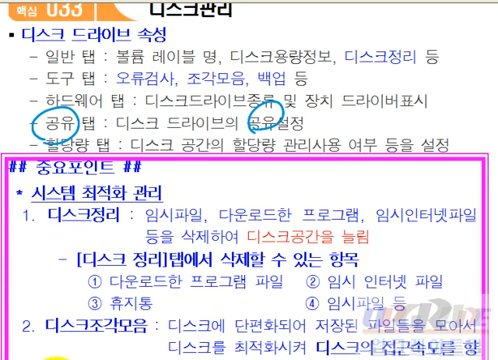 핵심 033 디스크관리
▪ 디스크 드라이브 속성
– 일반 탭 : 볼륨 레이블 명, 디스크용량정보, 디스크정리 등
– 도구 탭 : 오류검사, 조각모음, 백업 등
– 하드웨어 탭 : 디스크드라이브종류 및 장치 드라이버표시
– 공유 탭 : 디스크 드라이브의 공유설정
– 할당량 탭 : 디스크 공간의 할당량 관리사용 여부 등을 설정
## 중요포인트 ##
* 시스템 최적화 관리
1. 디스크정리 : 임시파일, 다운로드한 프로그램, 임시인터넷파일
등을 삭제하여 디스크공간을 늘림
– [디스크 정리]탭에서 삭제할 수 있는 항목
① 다운로드한 프로그램 파일 ② 임시 인터넷 파일
③ 휴지통 ④ 임시파일 등
2. 디스크조각모음 : 디스크에 단편화되어 저장된 파일들을 모아서
디스크를 최적화시켜 디스크의 접근속도를 향